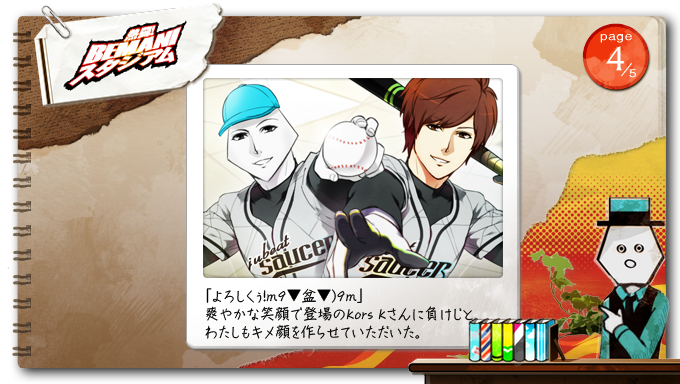 熱闘!
BEMANI
スタジアム
page
4/5
jubeat
saucer
saucer
「よろしくぅ!m9▼盆▼)9m」
爽やかな笑顔で登場のkors kさんに負けじと
わたしもキメ顔を作らせていただいた。